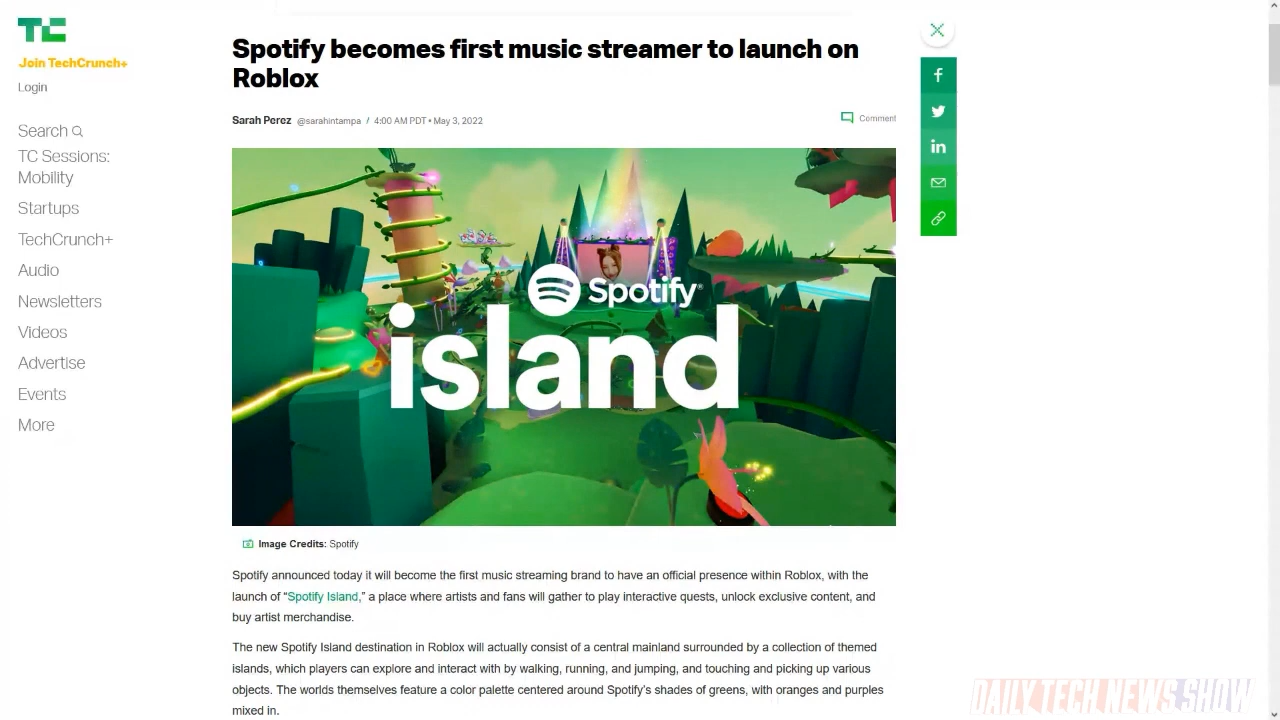 TC
Join TechCrunch+
Login
Search
TC Sessions:
Mobility
Startups
TechCrunch+
Audio
Newsletters
Videos
Advertise
Events
More
Spotify becomes first music streamer to launch on
Roblox
Sarah Perez @sarahintampa / 4:00 AM PDT • May 3, 2022
Comment
Spotify®
island
Image Credits: Spotify
Spotify announced today it will become the first music streaming brand to have an official presence within Roblox, with the
launch of “Spotify Island,” a place where artists and fans will gather to play interactive quests, unlock exclusive content, and
buy artist merchandise.
The new Spotify Island destination in Roblox will actually consist of a central mainland surrounded by a collection of themed
islands, which players can explore and interact with by walking, running, and jumping, and touching and picking up various
objects. The worlds themselves feature a color palette centered around Spotify’s shades of greens, with oranges and purples
mixed in.
DAILY TECH NEWS SHOW